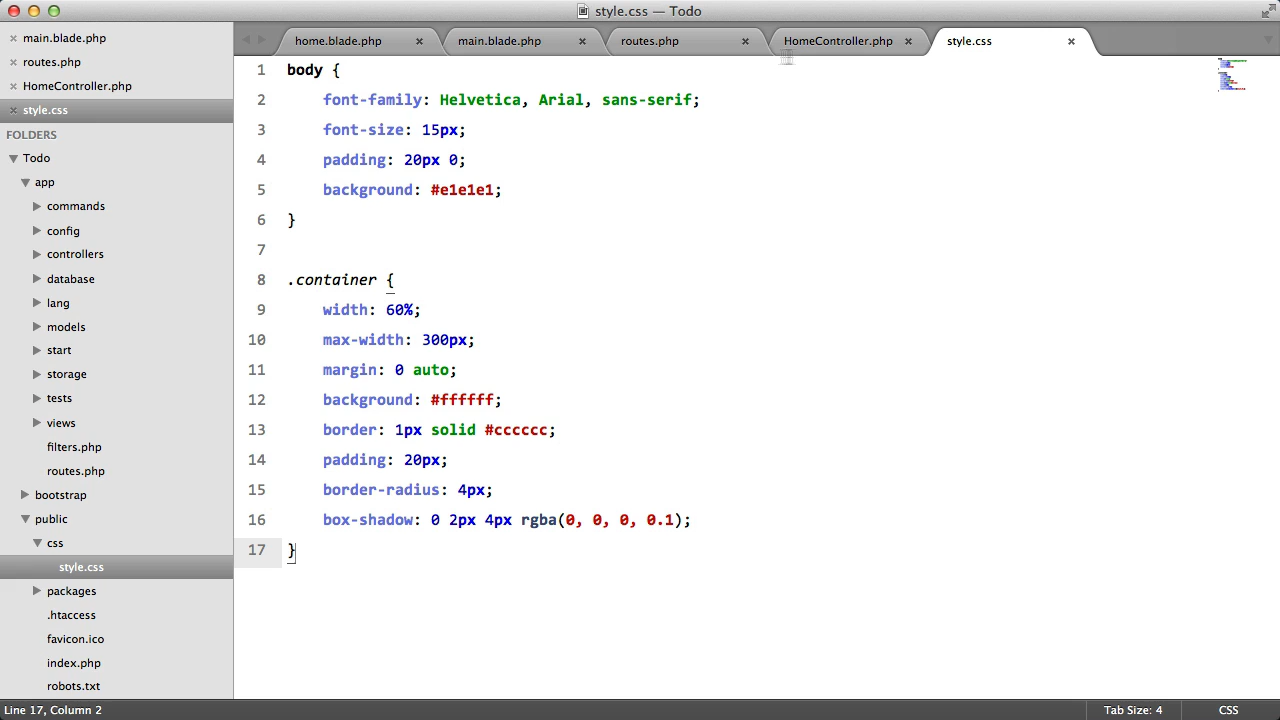 style.css — Todo
main.blade.php
routes.php
HomeController.php
style.css
FOLDERS
Todo
app
commands
config
controllers
database
lang
models
start
storage
tests
views
filters.php
routes.php
bootstrap
public
css
style.css
packages
.htaccess
favicon.ico
index.php
robots.txt
home.blade.php
main.blade.php
routes.php
HomeController.php
style.css
1 body {
2 font-family: Helvetica, Arial, sans-serif;
3 font-size: 15px;
4 padding: 20px 0;
5 background: #e1e1e1;
6 }
7
8 .container {
9 width: 60%;
10 max-width: 300px;
11 margin: 0 auto;
12 background: #ffffff;
13 border: 1px solid #cccccc;
14 padding: 20px;
15 border-radius: 4px;
16 box-shadow: 0 2px 4px rgba(0, 0, 0, 0.1);
17 }
Line 17, Column 2
Tab Size: 4
CSS